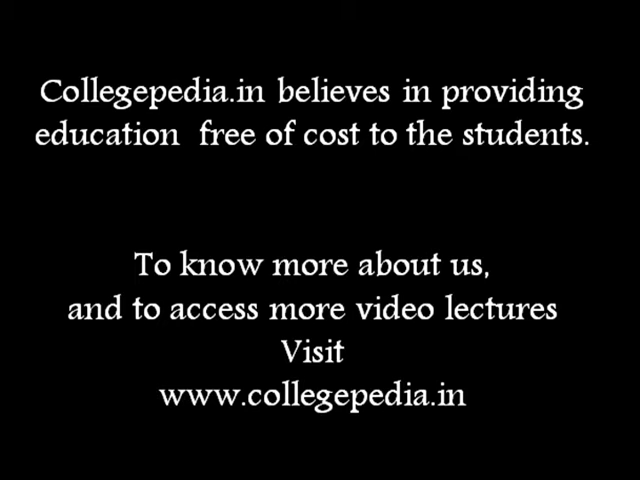 Collegepedia.in believes in providing
education free of cost to the students.
To know more about us,
and to access more video lectures
Visit
www.collegepedia.in